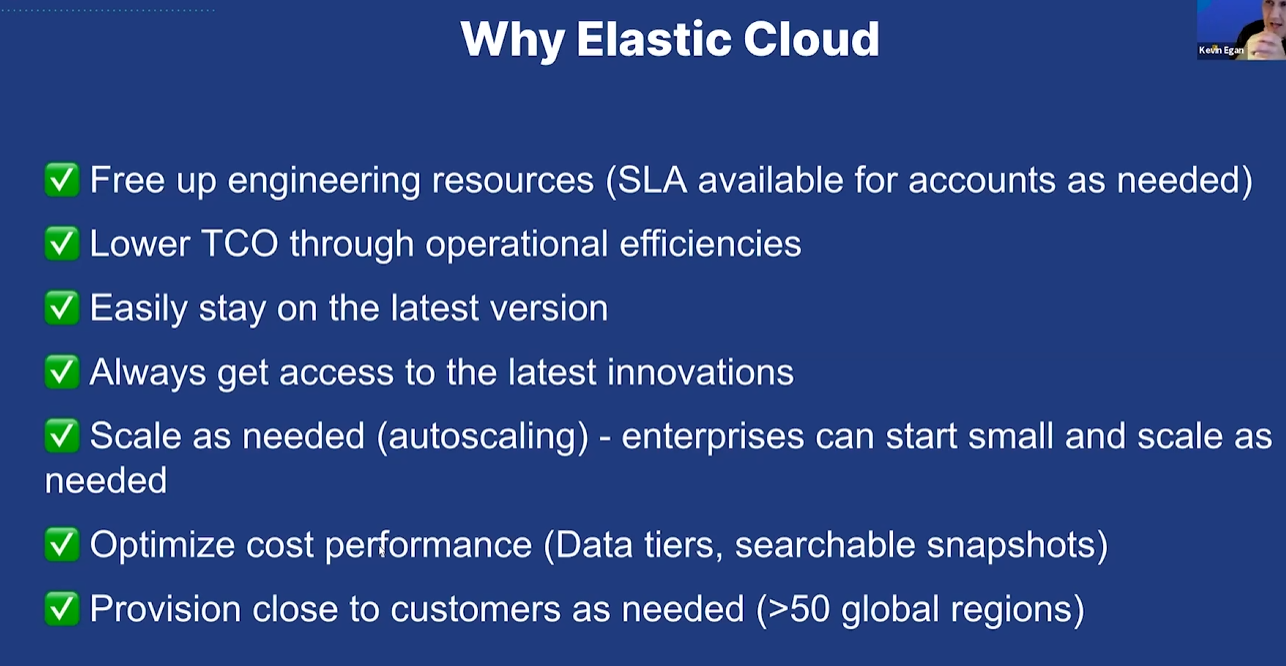 Why Elastic Cloud
Kevin Egan
✅ Free up engineering resources (SLA available for accounts as needed)
✅ Lower TCO through operational efficiencies
✅ Easily stay on the latest version
✅ Always get access to the latest innovations
✅ Scale as needed (autoscaling) - enterprises can start small and scale as
needed
✅ Optimize cost performance (Data tiers, searchable snapshots)
✅ Provision close to customers as needed (>50 global regions)